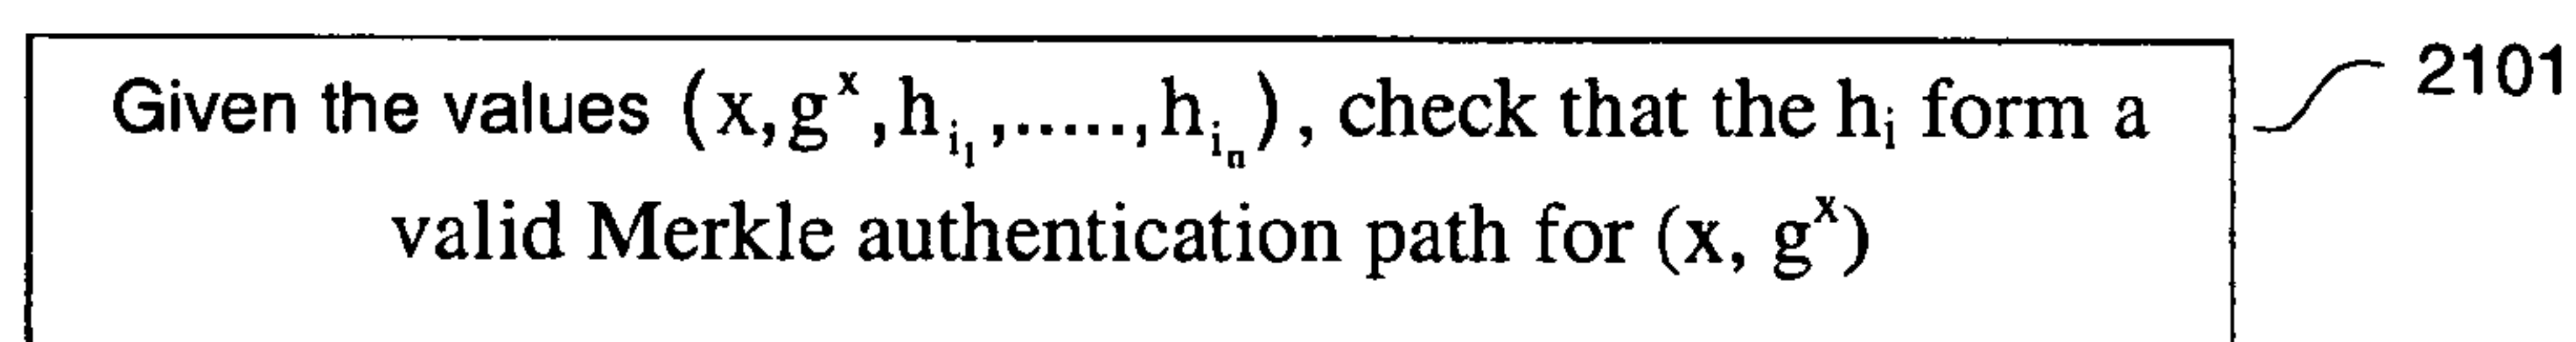 Given the values (x, g^x, h_{i_1}, ....., h_{i_n}), check that the h_i form a 2101
valid Merkle authentication path for (x, g^x)